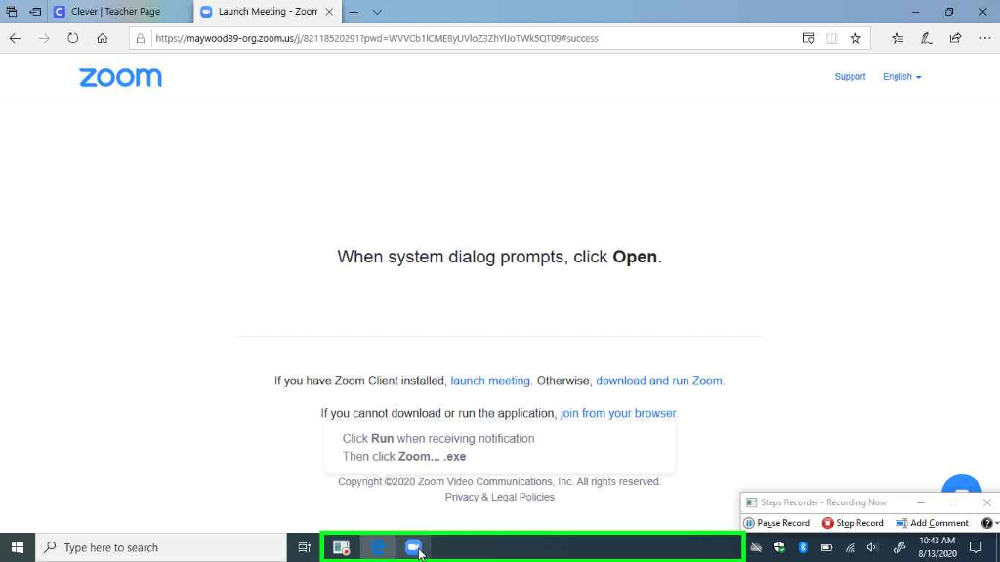 Clever | Teacher Page
Launch Meeting - Zoom
https://maywood89-org.zoom.us/j/82118520291?pwd=WVVCb1lCME8yUVloZ3ZhYlJoTWk5QT09#success
zoom
Support
English
When system dialog prompts, click Open.
If you have Zoom Client installed, launch meeting. Otherwise, download and run Zoom.
If you cannot download or run the application, join from your browser.
Click Run when receiving notification
Then click Zoom... .exe
Copyright ©2020 Zoom Video Communications, Inc. All rights reserved.
Privacy & Legal Policies
Steps Recorder - Recording Now
Pause Record
Stop Record
Add Comment
Type here to search
10:43 AM
8/13/2020